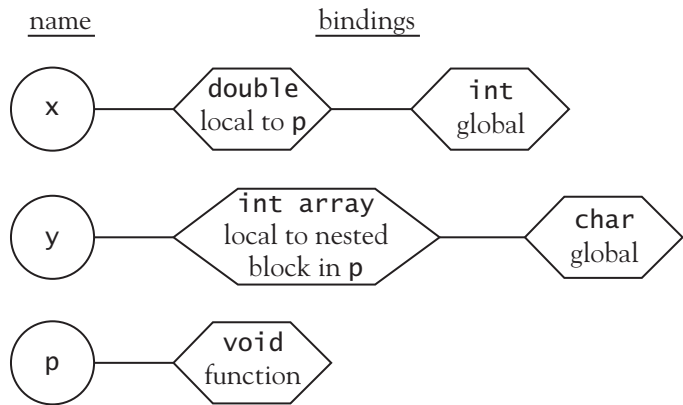 name
bindings
x
double
local to p
int
global
y
int array
local to nested
block in p
char
global
p
void
function